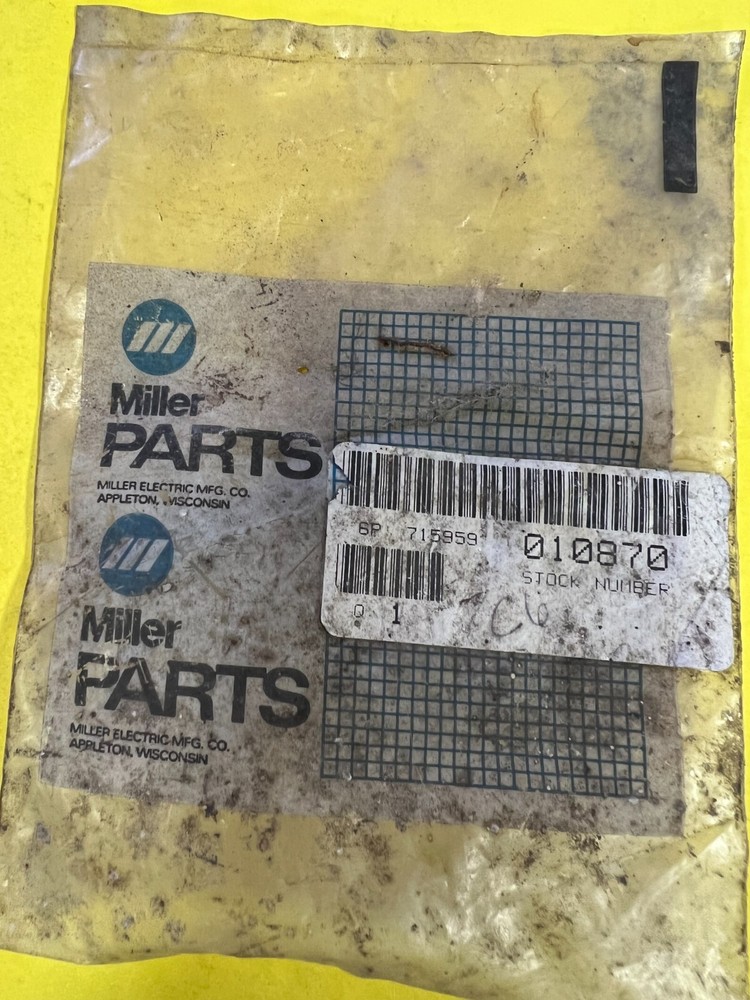 Miller
PARTS
MILLER ELECTRIC MFG. CO.
APPLETON, WISCONSIN
6P 715959
010870
STOCK NUMBER
Q 1
Miller
PARTS
MILLER ELECTRIC MFG. CO.
APPLETON, WISCONSIN